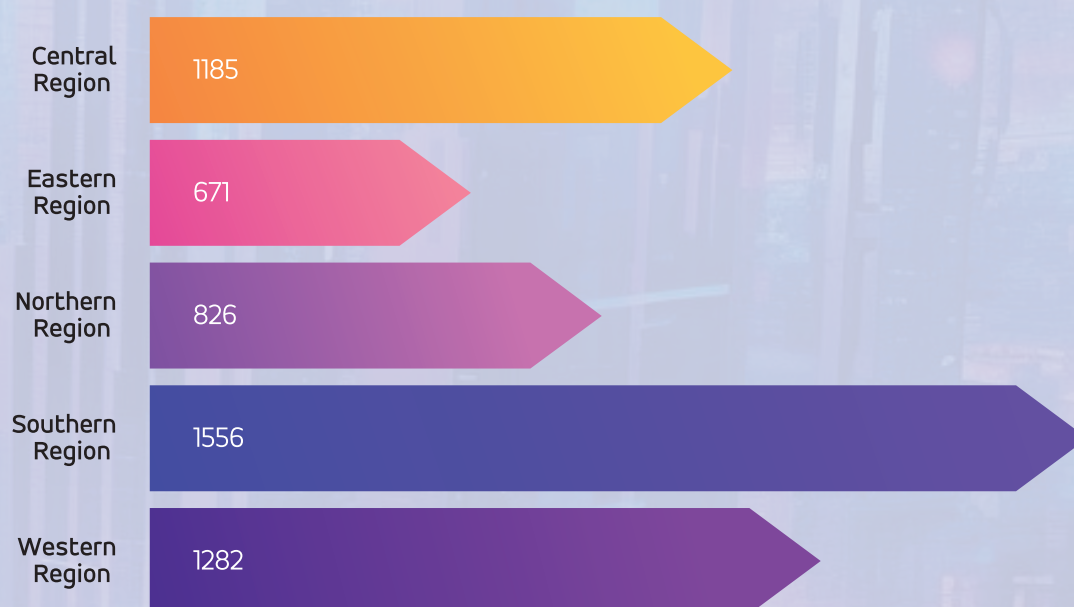 Central
Region
1185
Eastern
Region
671
Northern
Region
826
Southern
Region
1556
Western
Region
1282